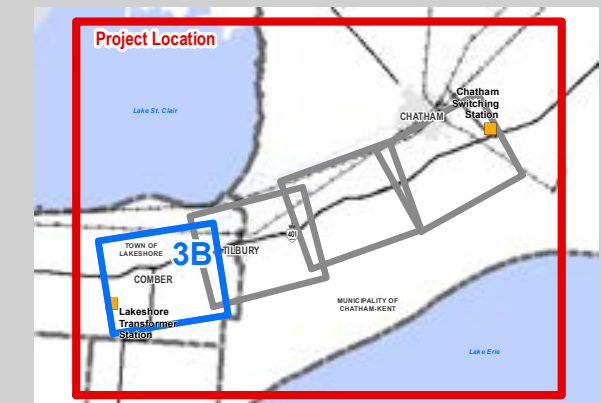 Project Location
Lake St. Clair
Chatham
Switching
Station
CHATHAM
TOWN OF
LAKESHORE
3B
TILBURY
401
COMBER
Lakeshore
Transformer
Station
MUNICIPALITY OF
CHATHAM-KENT
Lake Erie